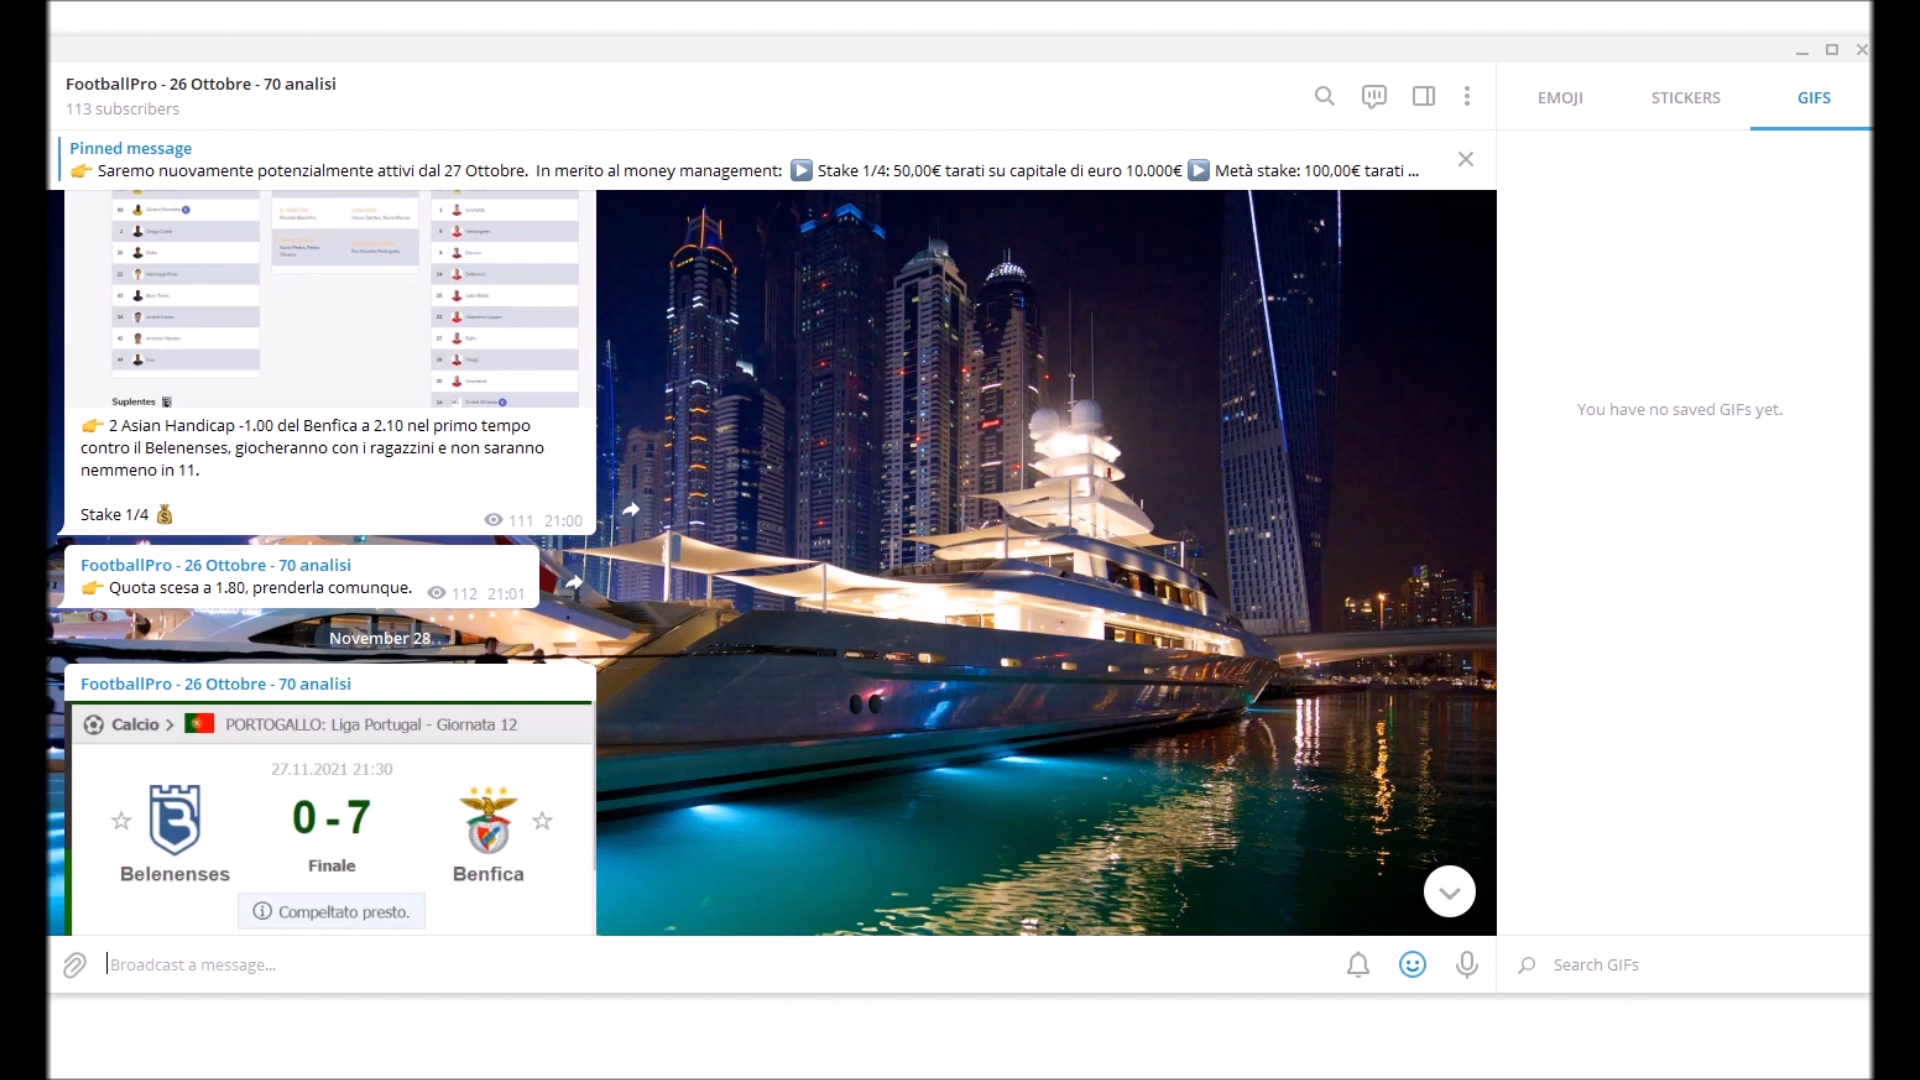 FootballPro - 26 Ottobre - 70 analisi
113 subscribers
EMOJI
STICKERS
GIFS
Pinned message
👉 Saremo nuovamente potenzialmente attivi dal 27 Ottobre. In merito al money management: ▶️ Stake 1/4: 50,00€ tarati su capitale di euro 10.000€ ▶️ Metà stake: 100,00€ tarati ...
Suplentes
👉 2 Asian Handicap -1.00 del Benfica a 2.10 nel primo tempo
contro il Belenenses, giocheranno con i ragazzini e non saranno
nemmeno in 11.
Stake 1/4 💰
111 21:00
FootballPro - 26 Ottobre - 70 analisi
👉 Quota scesa a 1.80, prenderla comunque.
112 21:01
November 28
FootballPro - 26 Ottobre - 70 analisi
Calcio > PORTOGALLO: Liga Portugal - Giornata 12
27.11.2021 21:30
0 - 7
Finale
Belenenses
Benfica
Compeltato presto.
You have no saved GIFs yet.
Broadcast a message...
Search GIFs